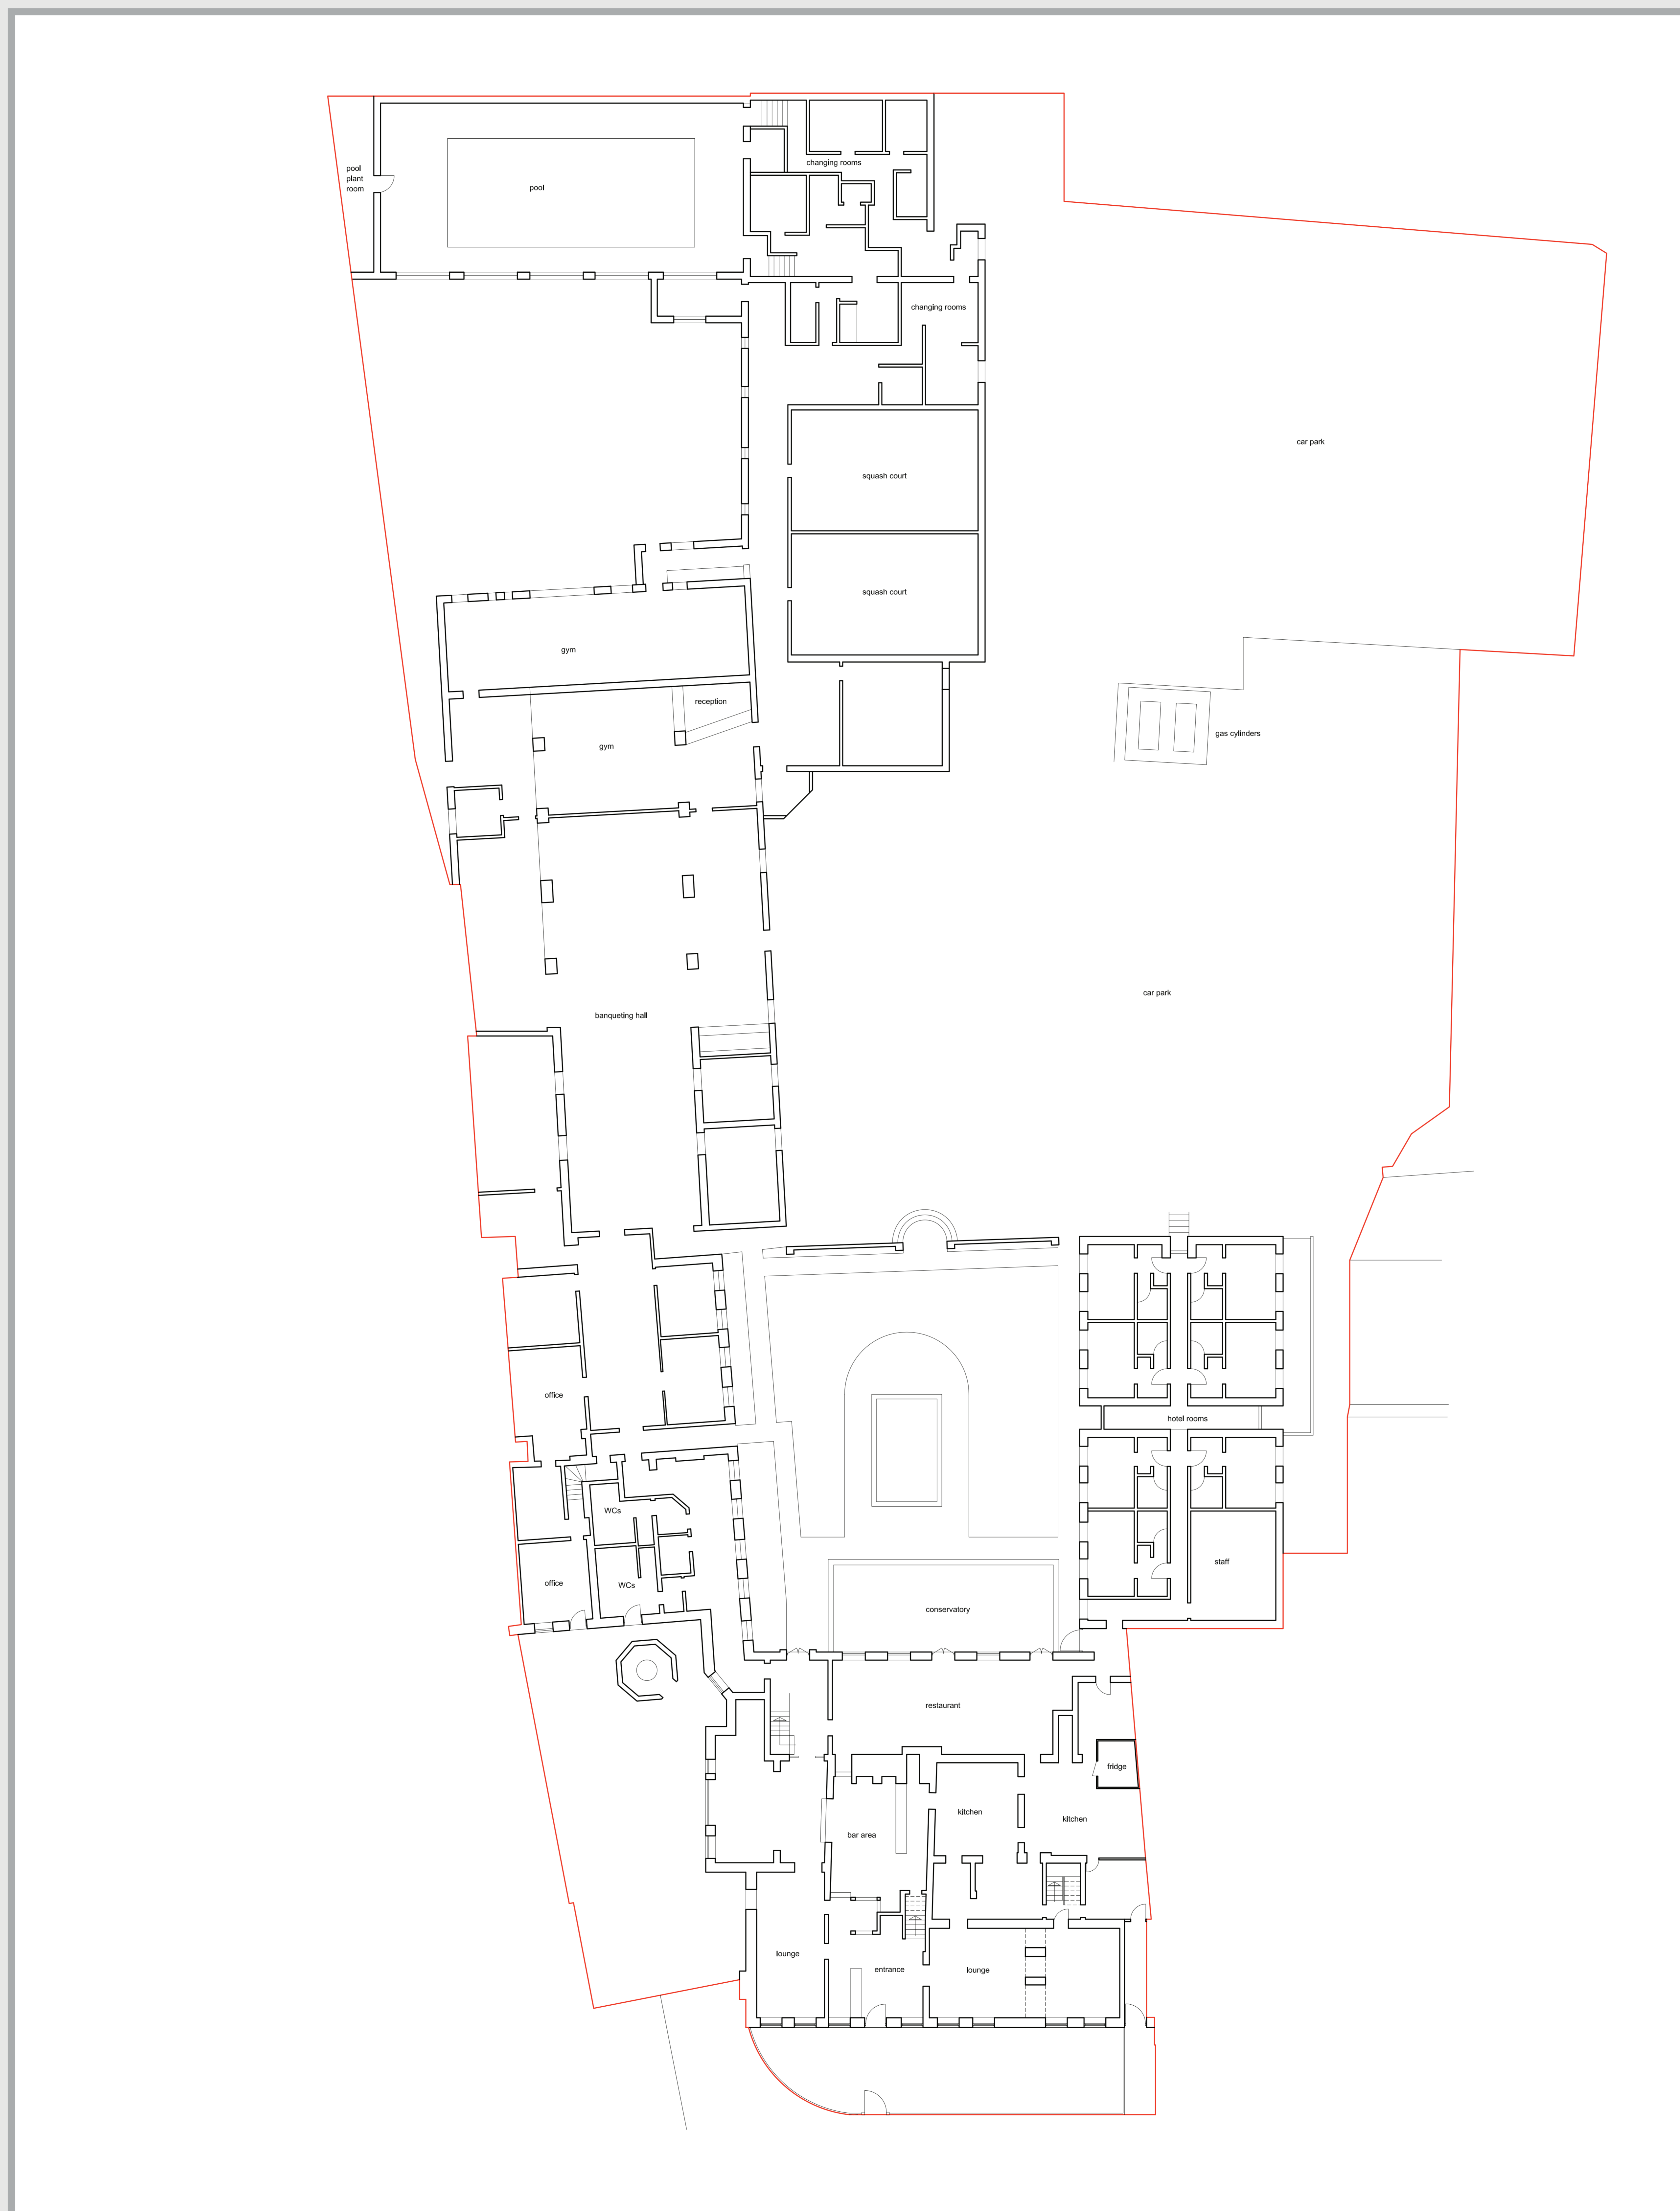 changing rooms
pool
plant
room
pool
changing rooms
car park
squash court
squash court
gym
reception
gas cylinders
gym
car park
banqueting hall
office
hotel rooms
WCs
staff
office
WCs
conservatory
restaurant
fridge
kitchen
kitchen
bar area
lounge
entrance
lounge